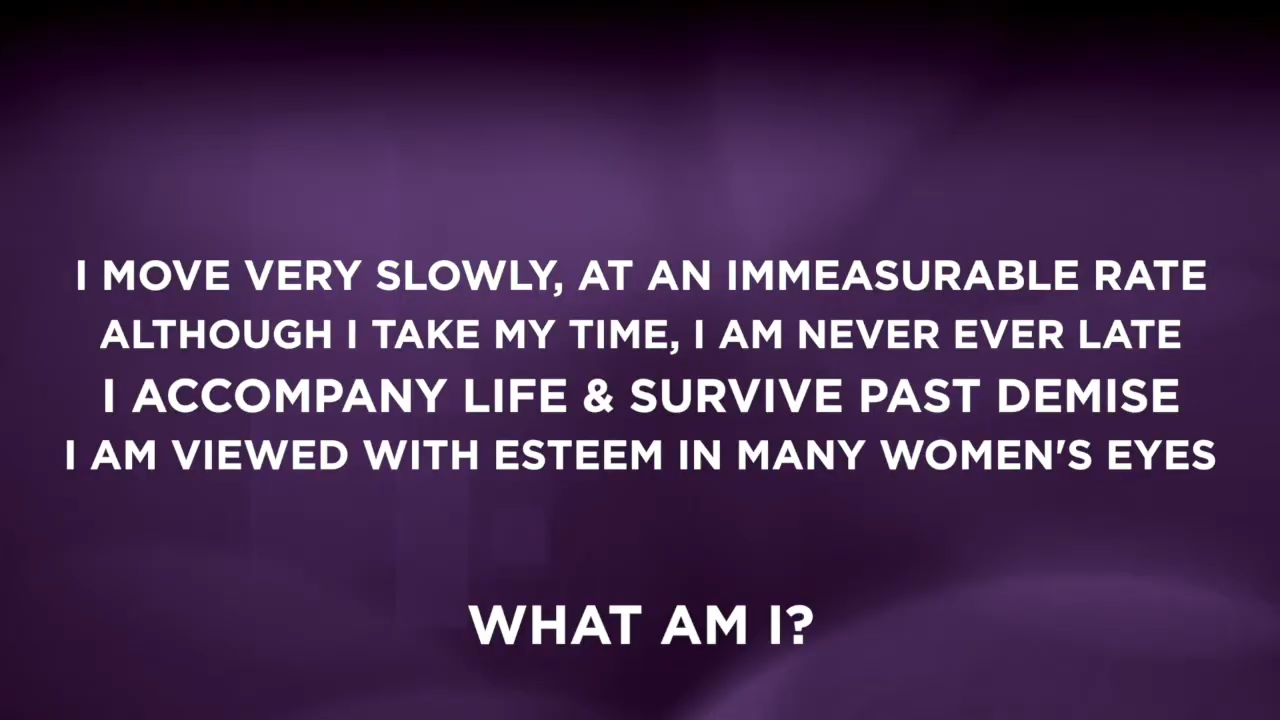 I MOVE VERY SLOWLY, AT AN IMMEASURABLE RATE
ALTHOUGH I TAKE MY TIME, I AM NEVER EVER LATE
I ACCOMPANY LIFE & SURVIVE PAST DEMISE
I AM VIEWED WITH ESTEEM IN MANY WOMEN'S EYES
WHAT AM I?